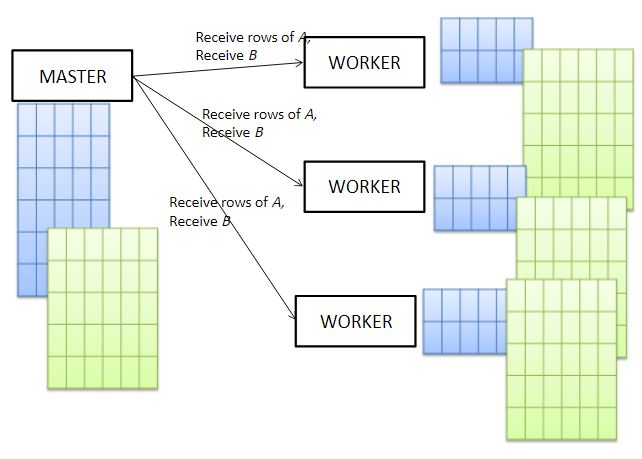 Receive rows of A,
Receive B
MASTER
WORKER
Receive rows of A,
Receive B
WORKER
Receive rows of A,
Receive B
WORKER